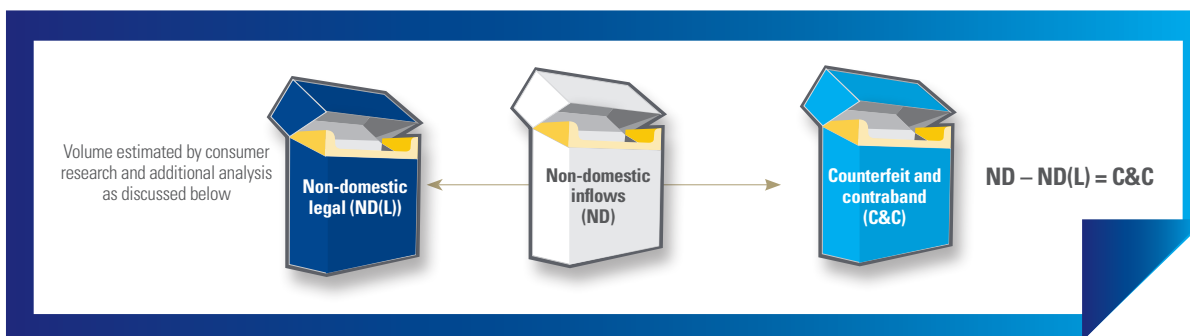 Volume estimated by consumer
research and additional analysis
as discussed below
Non-domestic
legal (ND(L))
Non-domestic
inflows
(ND)
Counterfeit and
contraband
(C&C)
ND – ND(L) = C&C